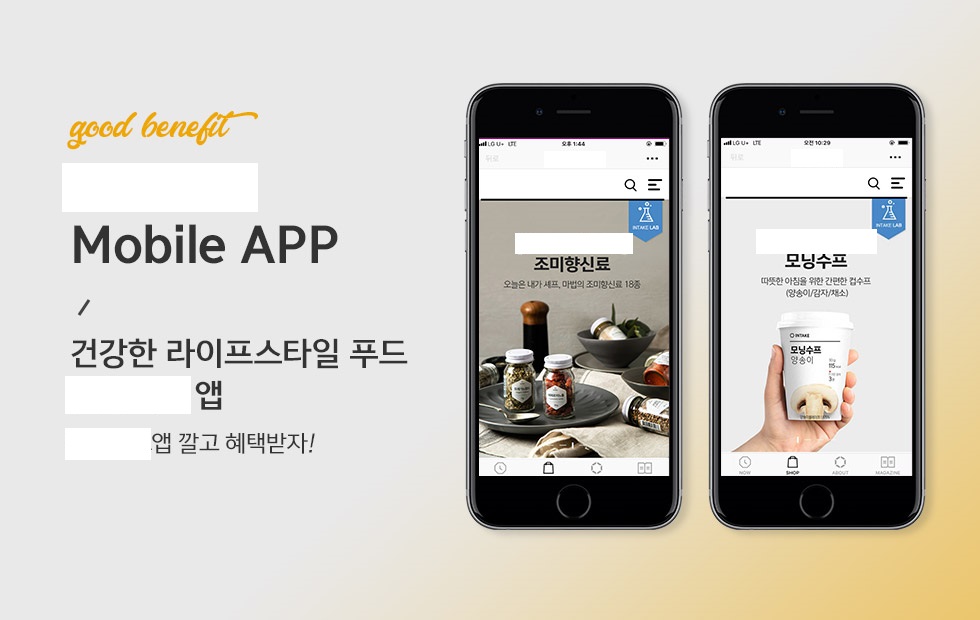 good benefit
Mobile APP
/
건강한 라이프스타일 푸드
앱
앱 깔고 혜택받자!
LG U+ LTE 오후 1:44
뒤로
INTAKE LAB
조미향신료
오늘은 내가 셰프, 마법의 조미향신료 18종
LG U+ LTE 오전 10:29
뒤로
INTAKE LAB
모닝수프
따뜻한 아침을 위한 간편한 컵수프
(양송이/감자/채소)
INTAKE
모닝수프
양송이
115
NOW SHOP ABOUT MAGAZINE